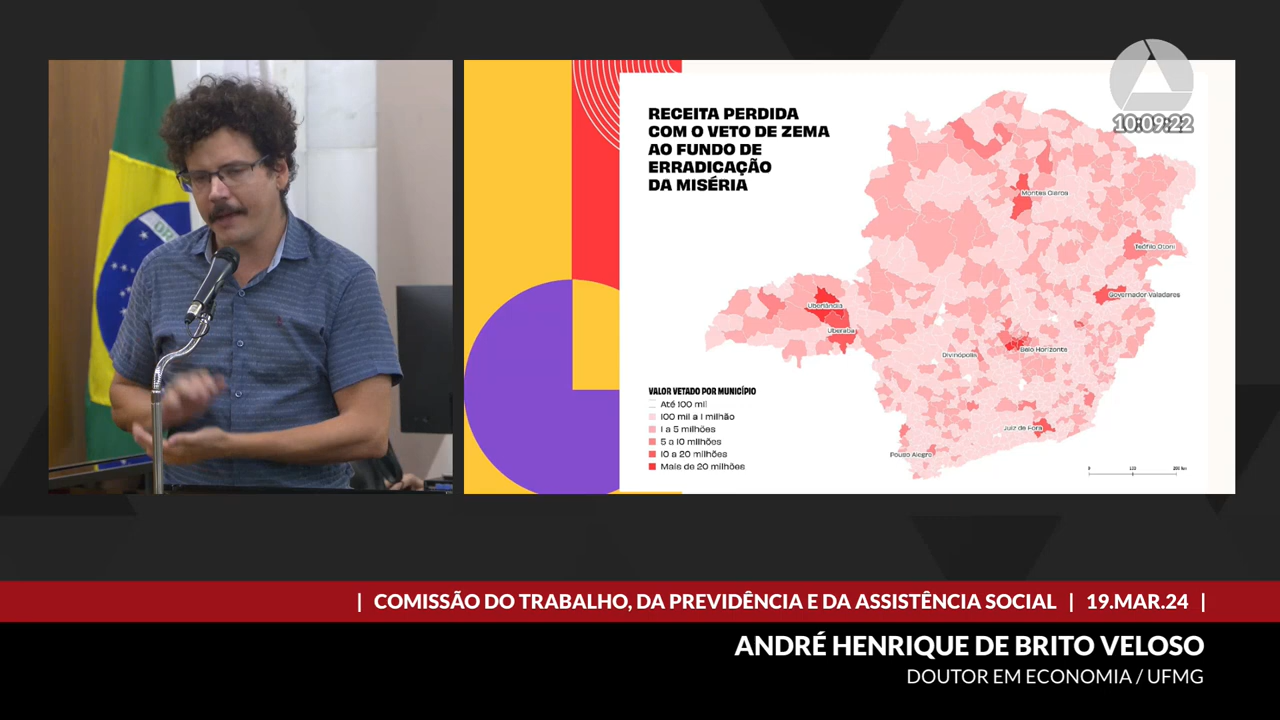 10:09:22
RECEITA PERDIDA
COM O VETO DE ZEMA
AO FUNDO DE
ERRADICAÇÃO
DA MISÉRIA
Montes Claros
Teófilo Otoni
Governador Valadares
Uberlândia
Uberaba
Belo Horizonte
Divinópolis
Juiz de Fora
Pouso Alegre
VALOR VETADO POR MUNICÍPIO
Até 100 mil
100 mil a 1 milhão
1 a 5 milhões
5 a 10 milhões
10 a 20 milhões
Mais de 20 milhões
| COMISSÃO DO TRABALHO, DA PREVIDÊNCIA E DA ASSISTÊNCIA SOCIAL | 19.MAR.24 |
ANDRÉ HENRIQUE DE BRITO VELOSO
DOUTOR EM ECONOMIA / UFMG